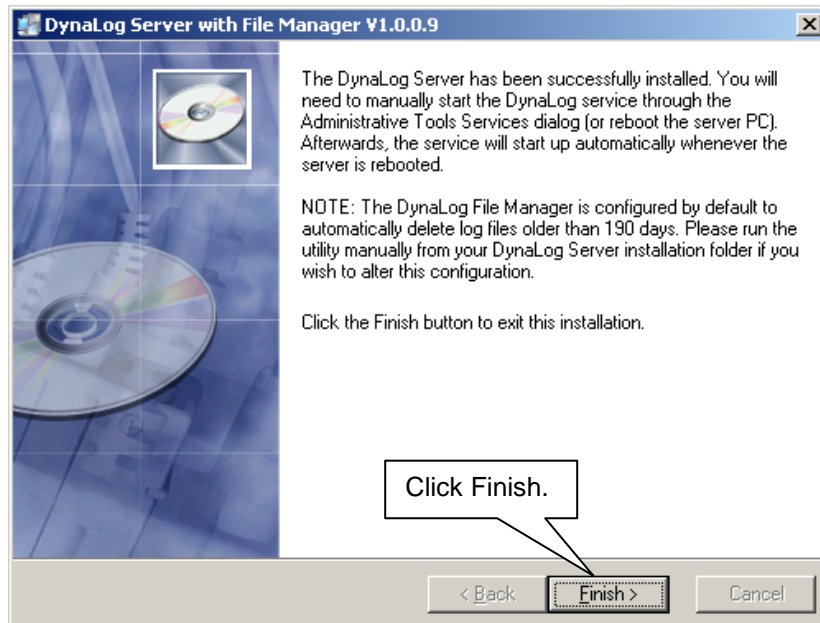 DynaLog Server with File Manager V1.0.0.9
The DynaLog Server has been successfully installed. You will
need to manually start the DynaLog service through the
Administrative Tools Services dialog (or reboot the server PC).
Afterwards, the service will start up automatically whenever the
server is rebooted.
NOTE: The DynaLog File Manager is configured by default to
automatically delete log files older than 190 days. Please run the
utility manually from your DynaLog Server installation folder if you
wish to alter this configuration.
Click the Finish button to exit this installation.
Click Finish.
< Back
Finish >
Cancel